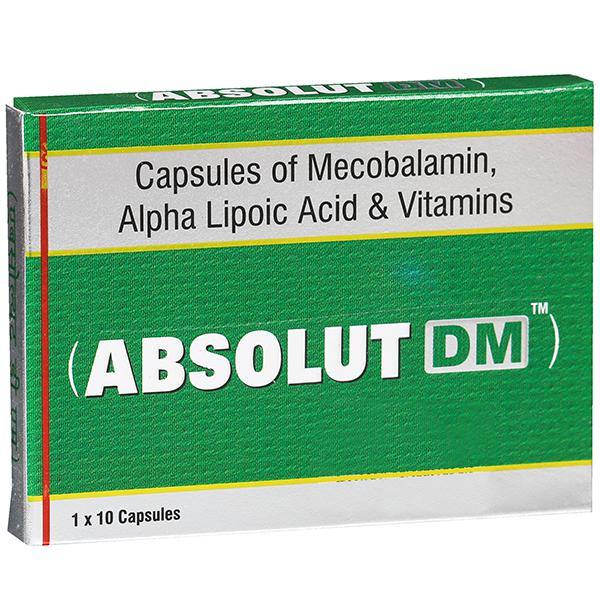 (ABSOLUT DM)
Capsules of Mecobalamin,
Alpha Lipoic Acid & Vitamins
(ABSOLUT DM™)
1 x 10 Capsules